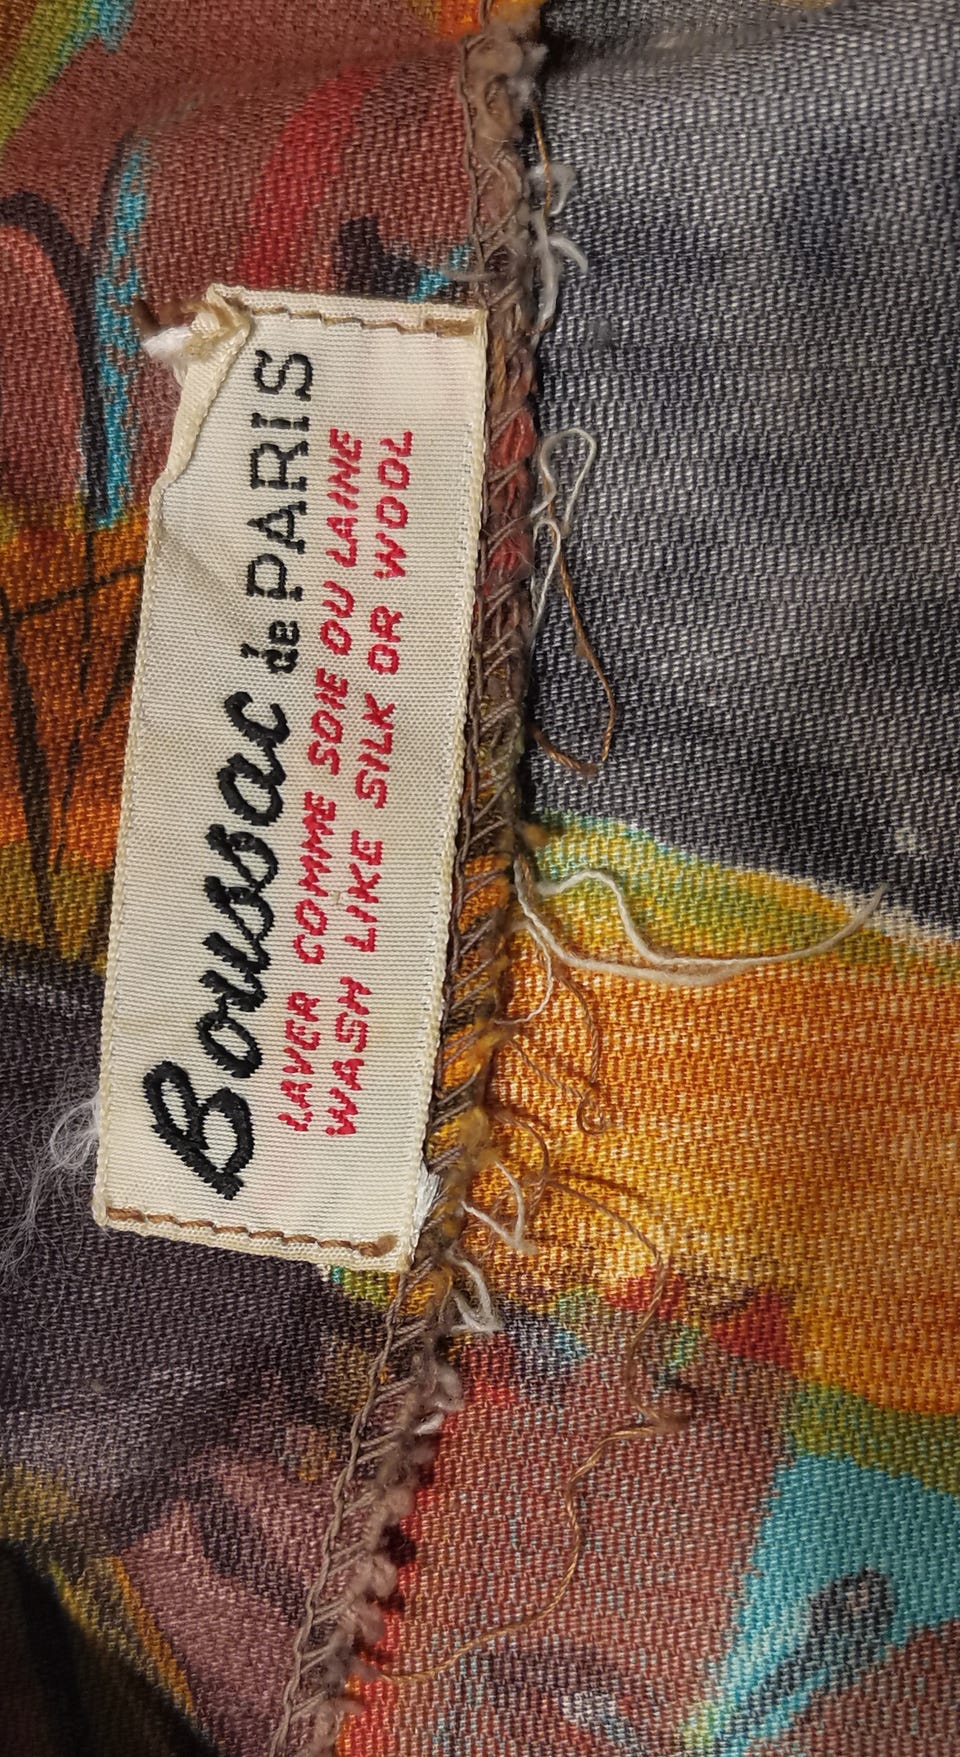 Boussac de PARIS
LAVER COMME SOIE OU LAINE
WASH LIKE SILK OR WOOL